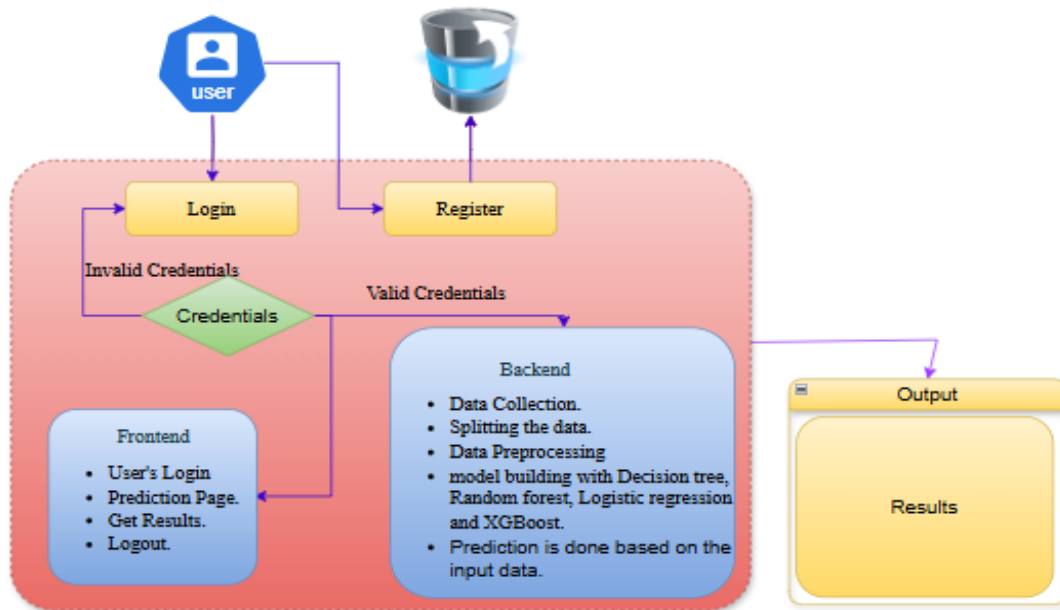 user
Login
Register
Invalid Credentials
Valid Credentials
Credentials
Backend
• Data Collection.
• Splitting the data.
• Data Preprocessing
• model building with Decision tree,
Random forest, Logistic regression
and XGBoost.
• Prediction is done based on the
input data.
Frontend
• User's Login
• Prediction Page.
• Get Results.
• Logout.
Output
Results